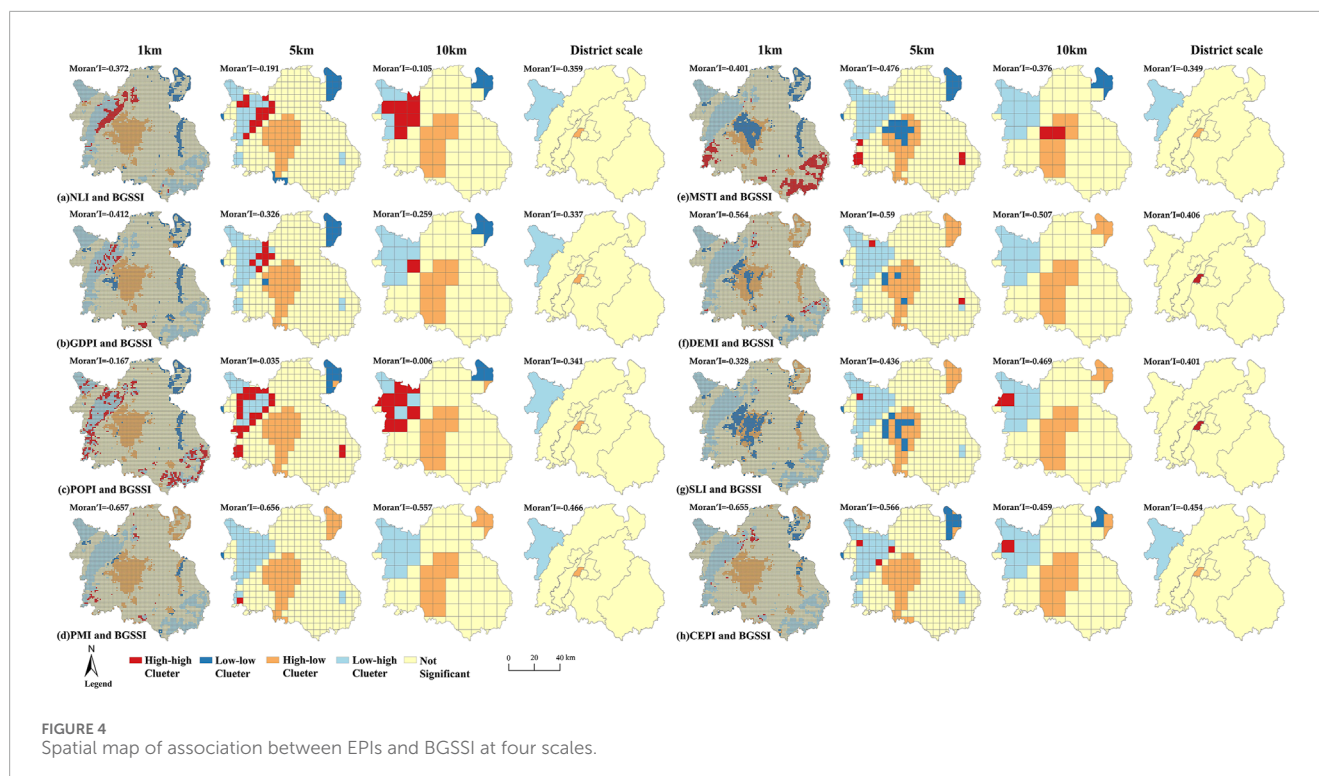 1km 5km 10km District scale 1km 5km 10km District scale
Moran'I=-0.372 Moran'I=-0.191 Moran'I=-0.105 Moran'I=-0.359 Moran'I=-0.401 Moran'I=-0.476 Moran'I=-0.376 Moran'I=-0.349
(a)NLI and BGSSI (e)MSTI and BGSSI
Moran'I=-0.412 Moran'I=-0.326 Moran'I=-0.259 Moran'I=-0.337 Moran'I=-0.564 Moran'I=-0.59 Moran'I=-0.507 Moran'I=0.406
(b)GDPI and BGSSI (f)DEMI and BGSSI
Moran'I=-0.167 Moran'I=-0.035 Moran'I=-0.006 Moran'I=-0.341 Moran'I=-0.328 Moran'I=-0.436 Moran'I=-0.469 Moran'I=0.401
(c)POPI and BGSSI (g)SLI and BGSSI
Moran'I=-0.657 Moran'I=-0.656 Moran'I=-0.557 Moran'I=-0.466 Moran'I=-0.655 Moran'I=-0.566 Moran'I=-0.459 Moran'I=-0.454
(d)PMI and BGSSI (h)CEPI and BGSSI
N
Legend
High-high
Clueter
Low-low
Clueter
High-low
Clueter
Low-high
Clueter
Not
Significant
0 20 40 km
FIGURE 4
Spatial map of association between EPIs and BGSSI at four scales.